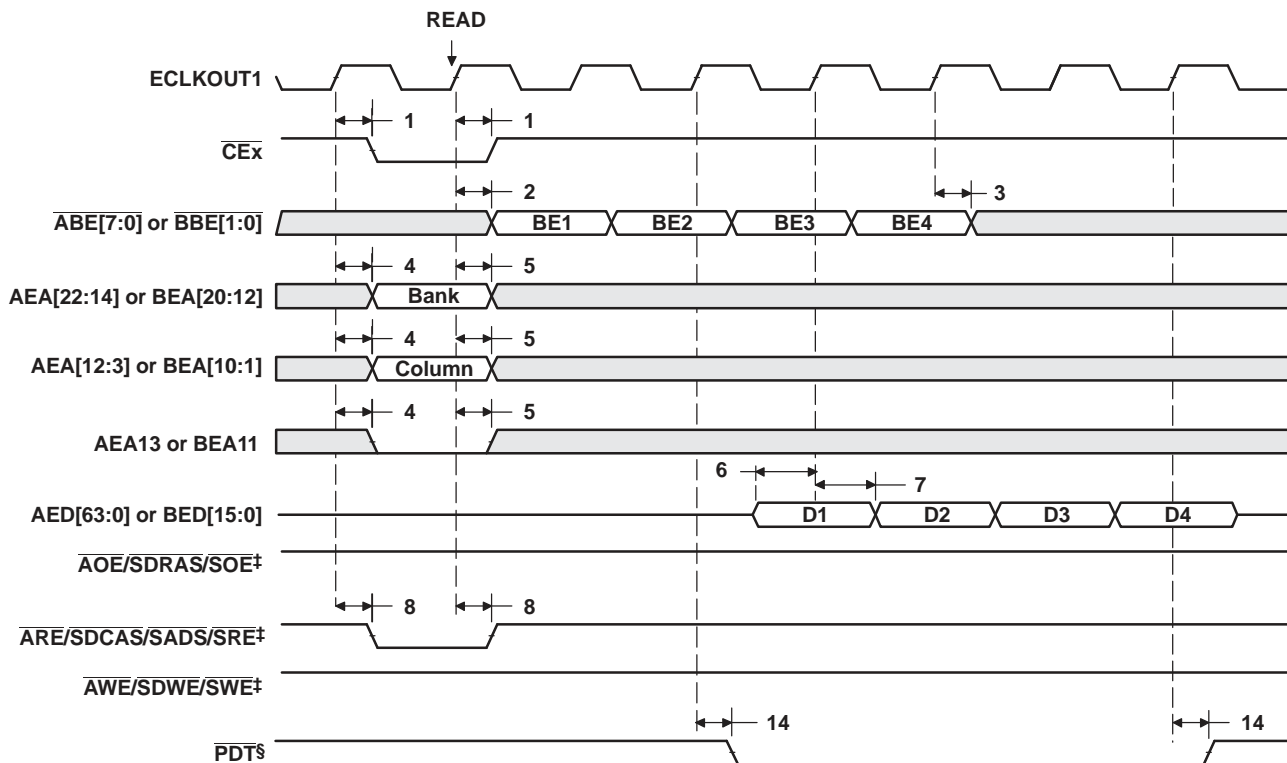 READ
ECLKOUT1
1 1
CEx
2 3
ABE[7:0] or BBE[1:0] BE1 BE2 BE3 BE4
4 5
AEA[22:14] or BEA[20:12] Bank
4 5
AEA[12:3] or BEA[10:1] Column
4 5
AEA13 or BEA11
6 7
AED[63:0] or BED[15:0] D1 D2 D3 D4
AOE/SDRAS/SOE‡
8 8
ARE/SDCAS/SADS/SRE‡
AWE/SDWE/SWE‡
14 14
PDT§